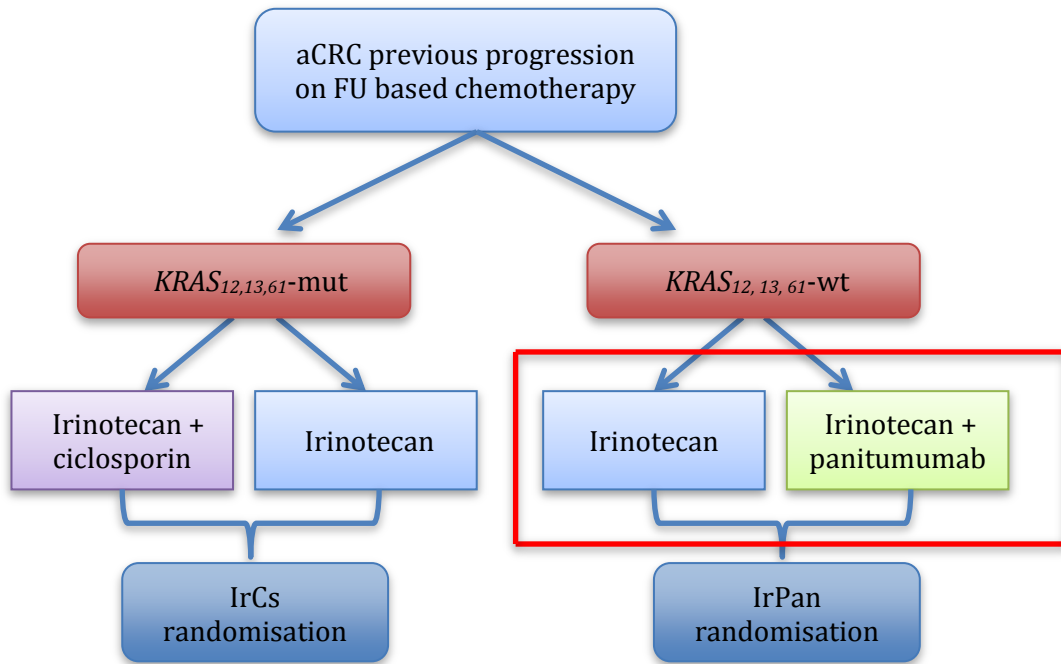 aCRC previous progression
on FU based chemotherapy
KRAS12,13,61-mut
KRAS12, 13, 61-wt
Irinotecan +
ciclosporin
Irinotecan
Irinotecan
Irinotecan +
panitumumab
IrCs
randomisation
IrPan
randomisation